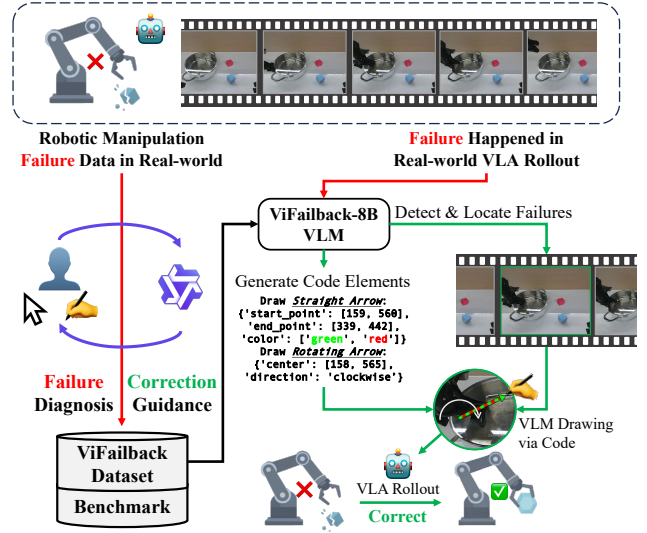 Robotic Manipulation
Failure Data in Real-world
Failure Happened in
Real-world VLA Rollout
ViFailback-8B
VLM
Detect & Locate Failures
Generate Code Elements
Draw Straight Arrow:
{'start_point': [159, 560],
'end_point': [339, 442],
'color': ['green', 'red']}
Draw Rotating Arrow:
{'center': [158, 565],
'direction': 'clockwise'}
Failure
Diagnosis
Correction
Guidance
VLM Drawing
via Code
ViFailback
Dataset
Benchmark
VLA Rollout
Correct